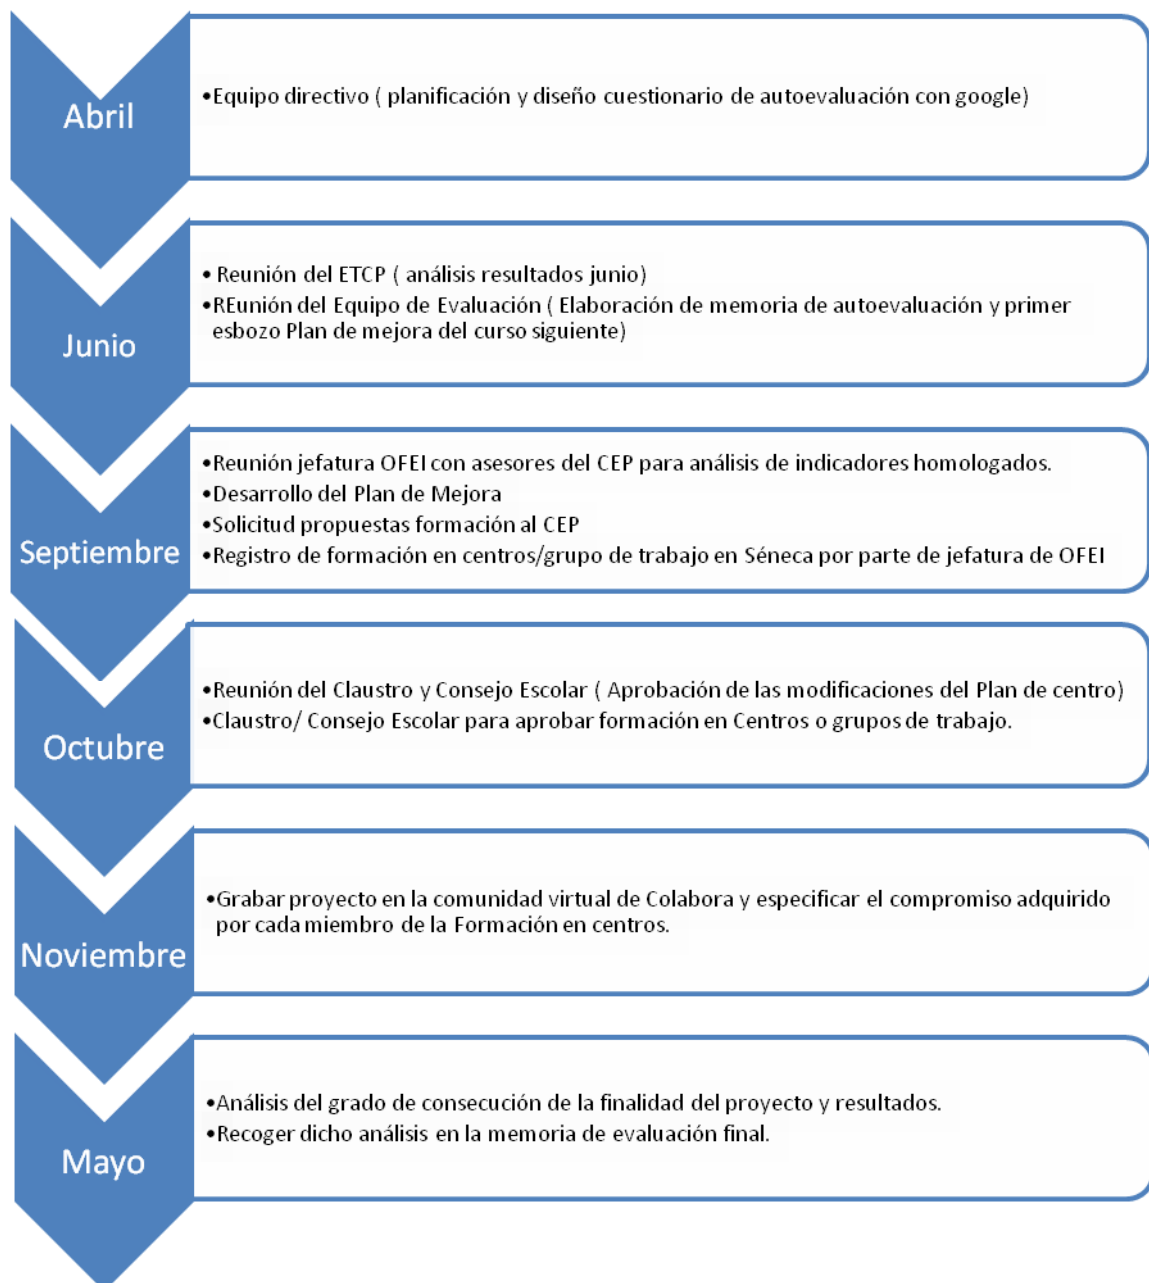 Abril
•Equipo directivo ( planificación y diseño cuestionario de autoevaluación con google)
Junio
• Reunión del ETCP ( análisis resultados junio)
•REunión del Equipo de Evaluación ( Elaboración de memoria de autoevaluación y primer
esbozo Plan de mejora del curso siguiente)
Septiembre
•Reunión jefatura OFEI con asesores del CEP para análisis de indicadores homologados.
•Desarrollo del Plan de Mejora
•Solicitud propuestas formación al CEP
•Registro de formación en centros/grupo de trabajo en Séneca por parte de jefatura de OFEI
Octubre
•Reunión del Claustro y Consejo Escolar ( Aprobación de las modificaciones del Plan de centro)
•Claustro/ Consejo Escolar para aprobar formación en Centros o grupos de trabajo.
Noviembre
•Grabar proyecto en la comunidad virtual de Colabora y especificar el compromiso adquirido
por cada miembro de la Formación en centros.
Mayo
•Análisis del grado de consecución de la finalidad del proyecto y resultados.
•Recoger dicho análisis en la memoria de evaluación final.